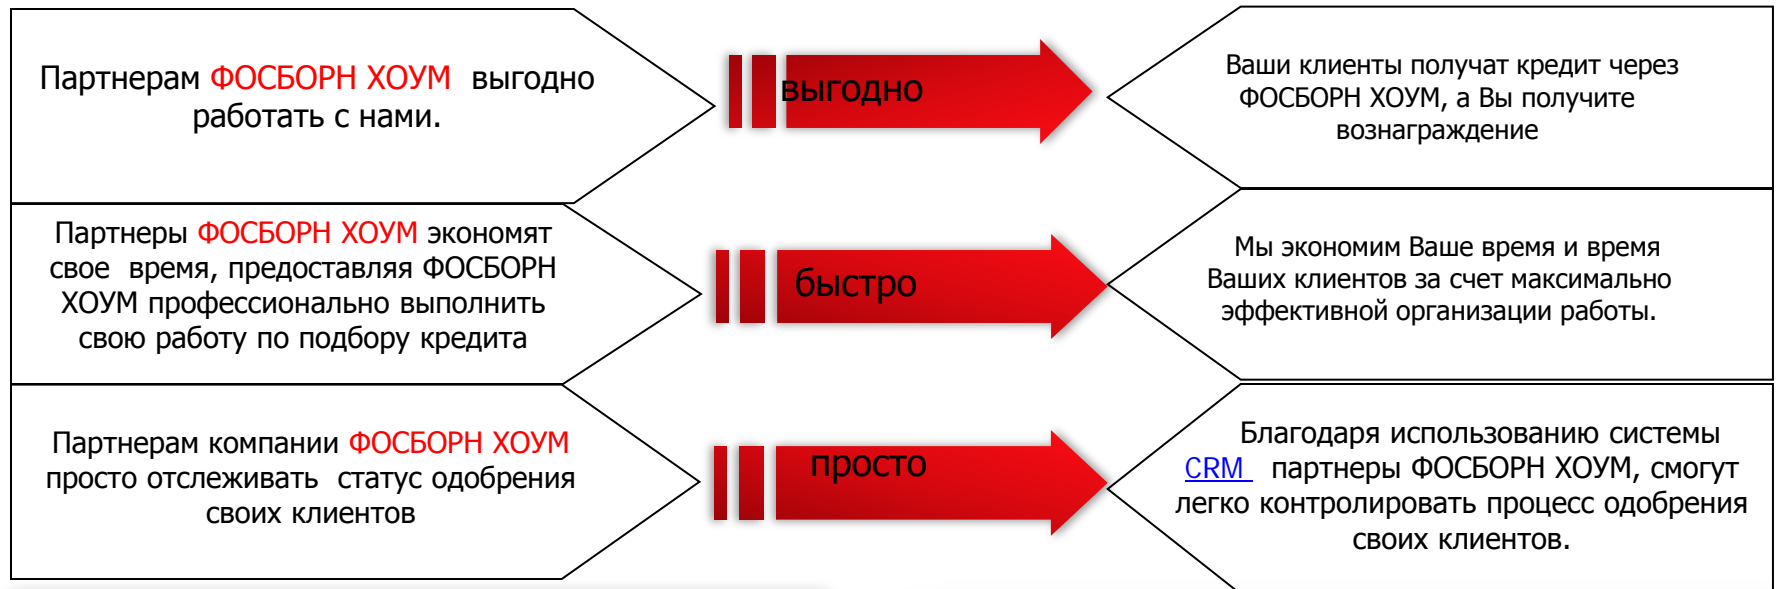 Партнерам ФОСБОРН ХОУМ выгодно
работать с нами.
выгодно
Ваши клиенты получат кредит через
ФОСБОРН ХОУМ, а Вы получите
вознаграждение
Партнеры ФОСБОРН ХОУМ экономят
свое время, предоставляя ФОСБОРН
ХОУМ профессионально выполнить
свою работу по подбору кредита
быстро
Мы экономим Ваше время и время
Ваших клиентов за счет максимально
эффективной организации работы.
Партнерам компании ФОСБОРН ХОУМ
просто отслеживать статус одобрения
своих клиентов
просто
Благодаря использованию системы
CRM партнеры ФОСБОРН ХОУМ, смогут
легко контролировать процесс одобрения
своих клиентов.